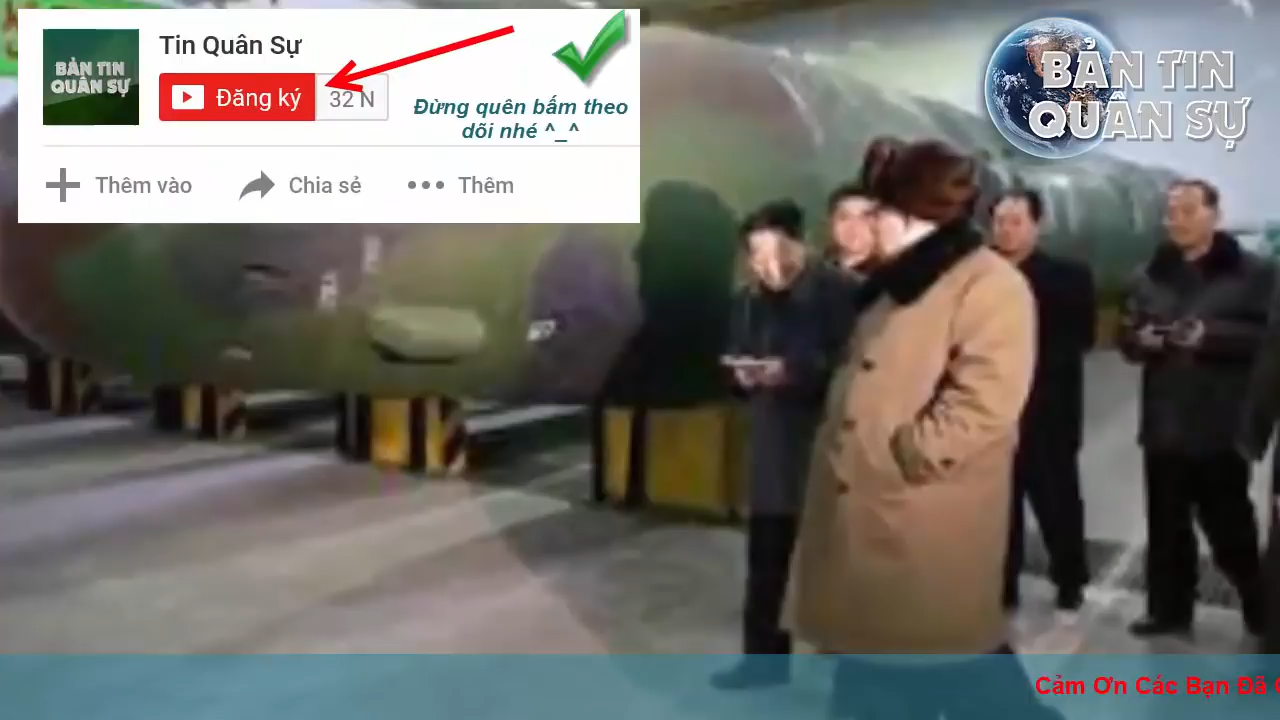 Tin Quân Sự
BẢN TIN
QUÂN SỰ
Đăng ký
32 N
Đừng quên bấm theo
dõi nhé ^_^
Thêm vào
Chia sẻ
Thêm
BẢN TIN
QUÂN SỰ
Cảm Ơn Các Bạn Đã